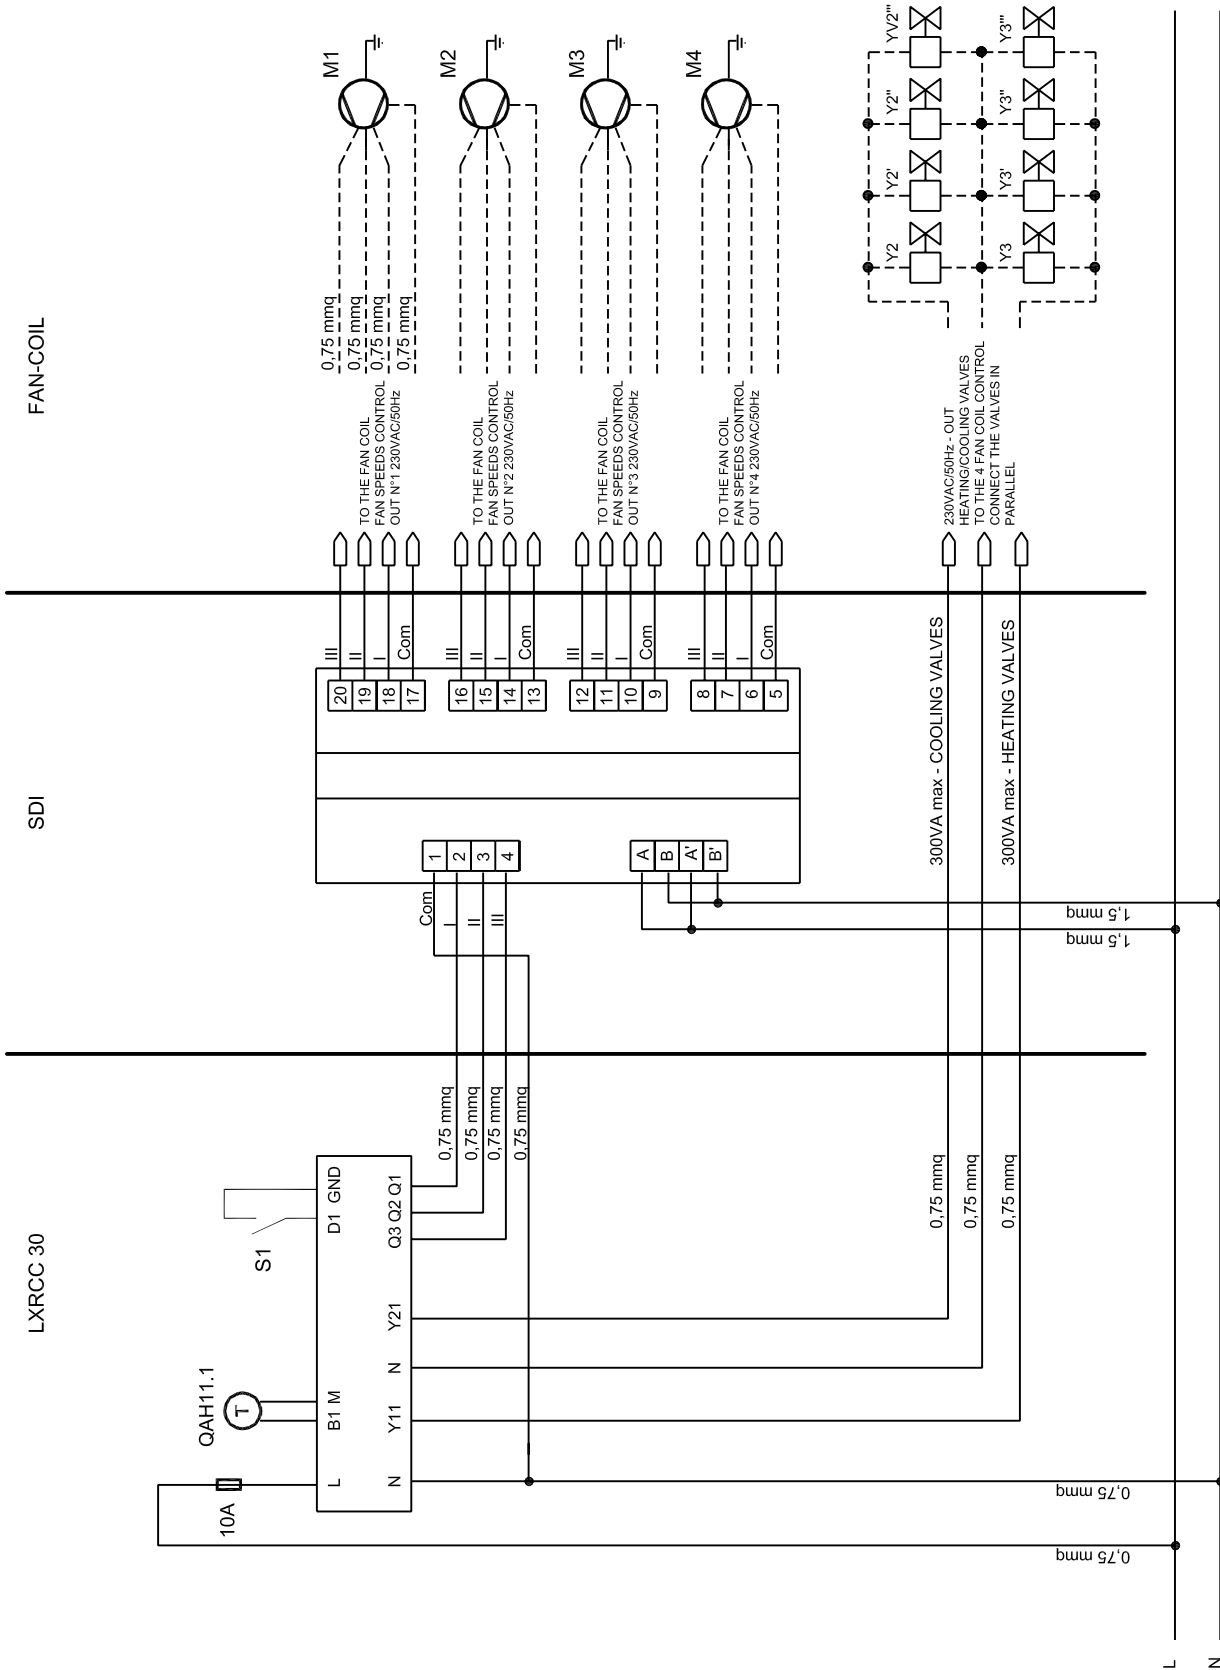 LXRCC 30
SDI
FAN-COIL
10A
QAH11.1
T
S1
L
B1 M
D1 GND
N
Y11
N
Y21
Q3 Q2 Q1
0,75 mmq
0,75 mmq
0,75 mmq
0,75 mmq
Com
I
II
III
1
2
3
4
A
B
A'
B'
20
19
18
17
16
15
14
13
12
11
10
9
8
7
6
5
III
II
I
Com
III
II
I
Com
III
II
I
Com
III
II
I
Com
TO THE FAN COIL
FAN SPEEDS CONTROL
OUT N°1 230VAC/50Hz
TO THE FAN COIL
FAN SPEEDS CONTROL
OUT N°2 230VAC/50Hz
TO THE FAN COIL
FAN SPEEDS CONTROL
OUT N°3 230VAC/50Hz
TO THE FAN COIL
FAN SPEEDS CONTROL
OUT N°4 230VAC/50Hz
0,75 mmq
0,75 mmq
0,75 mmq
0,75 mmq
M1
M2
M3
M4
0,75 mmq
0,75 mmq
0,75 mmq
300VA max - COOLING VALVES
300VA max - HEATING VALVES
230VAC/50Hz - OUT
HEATING/COOLING VALVES
TO THE 4 FAN COIL CONTROL
CONNECT THE VALVES IN
PARALLEL
Y2
Y2'
Y2''
YV2'''
Y3
Y3'
Y3''
Y3'''
1,5 mmq
1,5 mmq
0,75 mmq
0,75 mmq
L
N